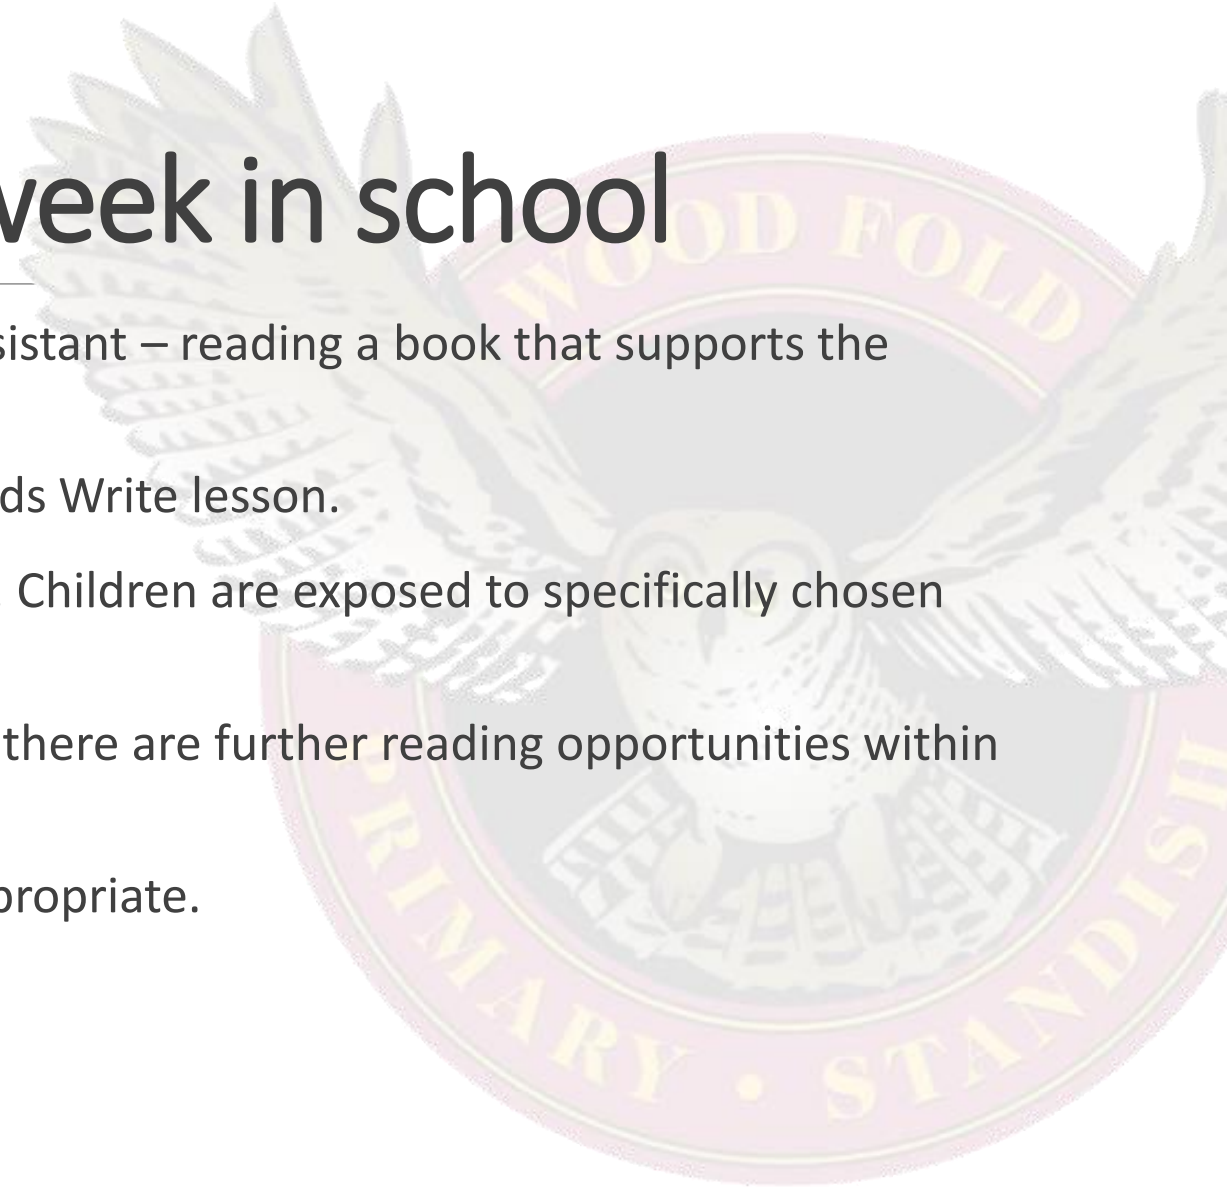 week in school
sistant – reading a book that supports the
ds Write lesson.
Children are exposed to specifically chosen
there are further reading opportunities within
propriate.
WOOD FOLD
PRIMARY • STANDISH